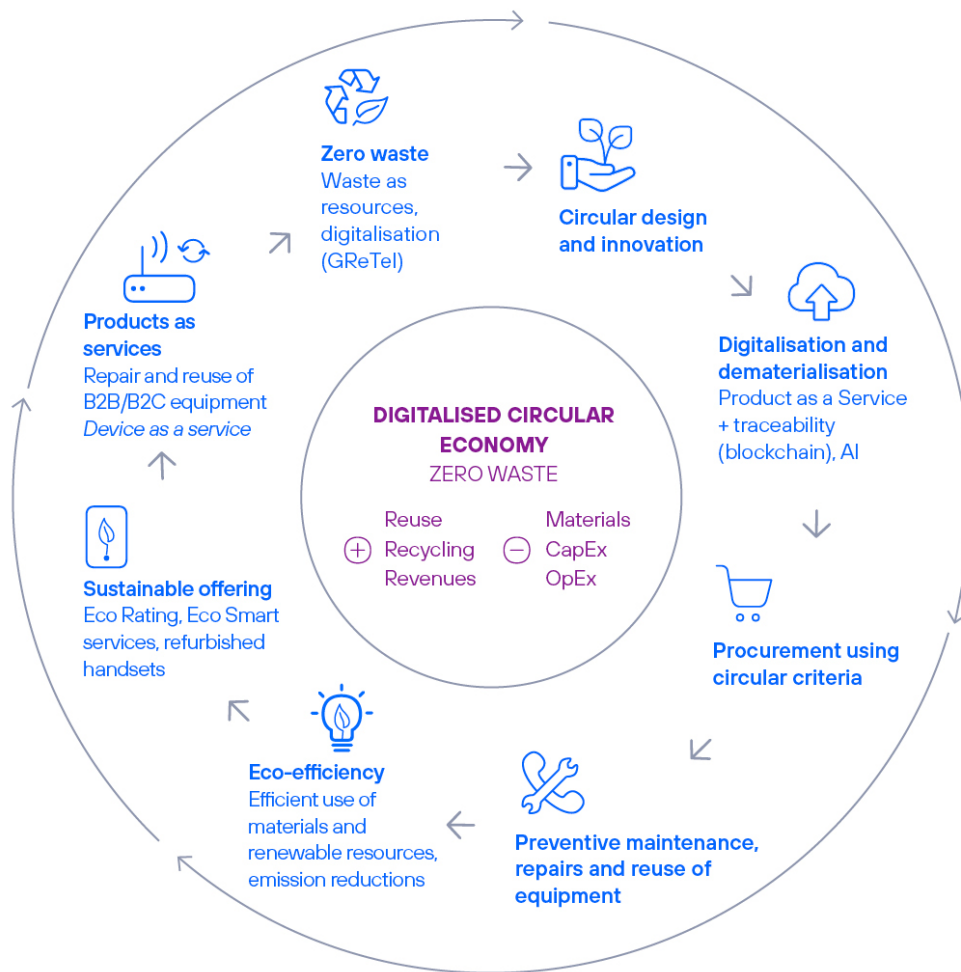 Zero waste
Waste as
resources,
digitalisation
(GReTel)
Circular design
and innovation
Digitalisation and
dematerialisation
Product as a Service
+ traceability
(blockchain), AI
Procurement using
circular criteria
Preventive maintenance,
repairs and reuse of
equipment
Eco-efficiency
Efficient use of
materials and
renewable resources,
emission reductions
Sustainable offering
Eco Rating, Eco Smart
services, refurbished
handsets
Products as
services
Repair and reuse of
B2B/B2C equipment
Device as a service
DIGITALISED CIRCULAR
ECONOMY
ZERO WASTE
+
Reuse
Recycling
Revenues
−
Materials
CapEx
OpEx